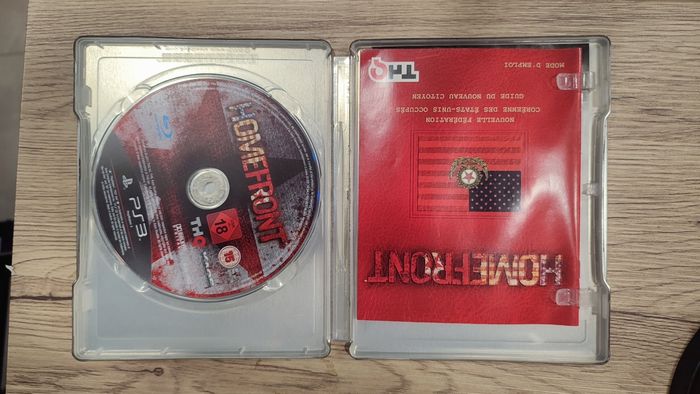 HOMEFRONT
PS3
18
THQ
15
HOMEFRONT
NOUVELLE FÉDÉRATION
CORÉENNE DES ÉTATS-UNIS OCCUPÉS
GUIDE DU NOUVEAU CITOYEN
MODE D'EMPLOI
THQ